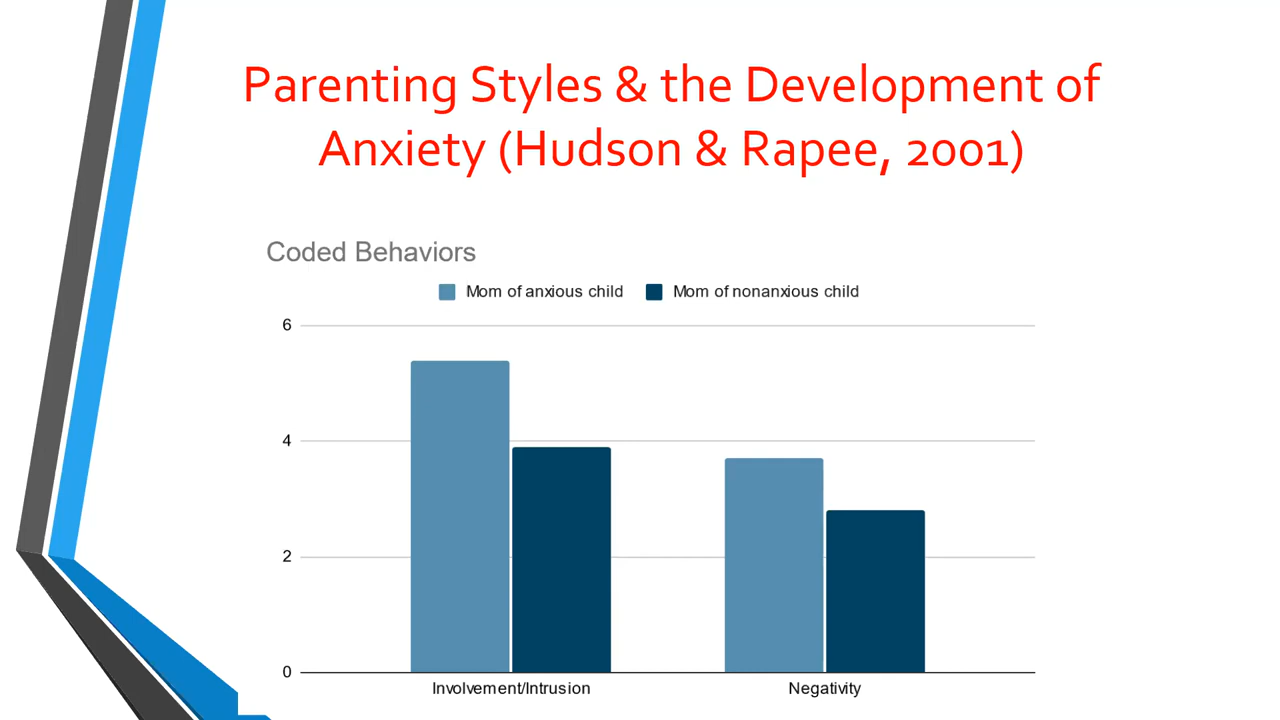 Parenting Styles & the Development of
Anxiety (Hudson & Rapee, 2001)
Coded Behaviors
Mom of anxious child Mom of nonanxious child
6
4
2
0
Involvement/Intrusion Negativity